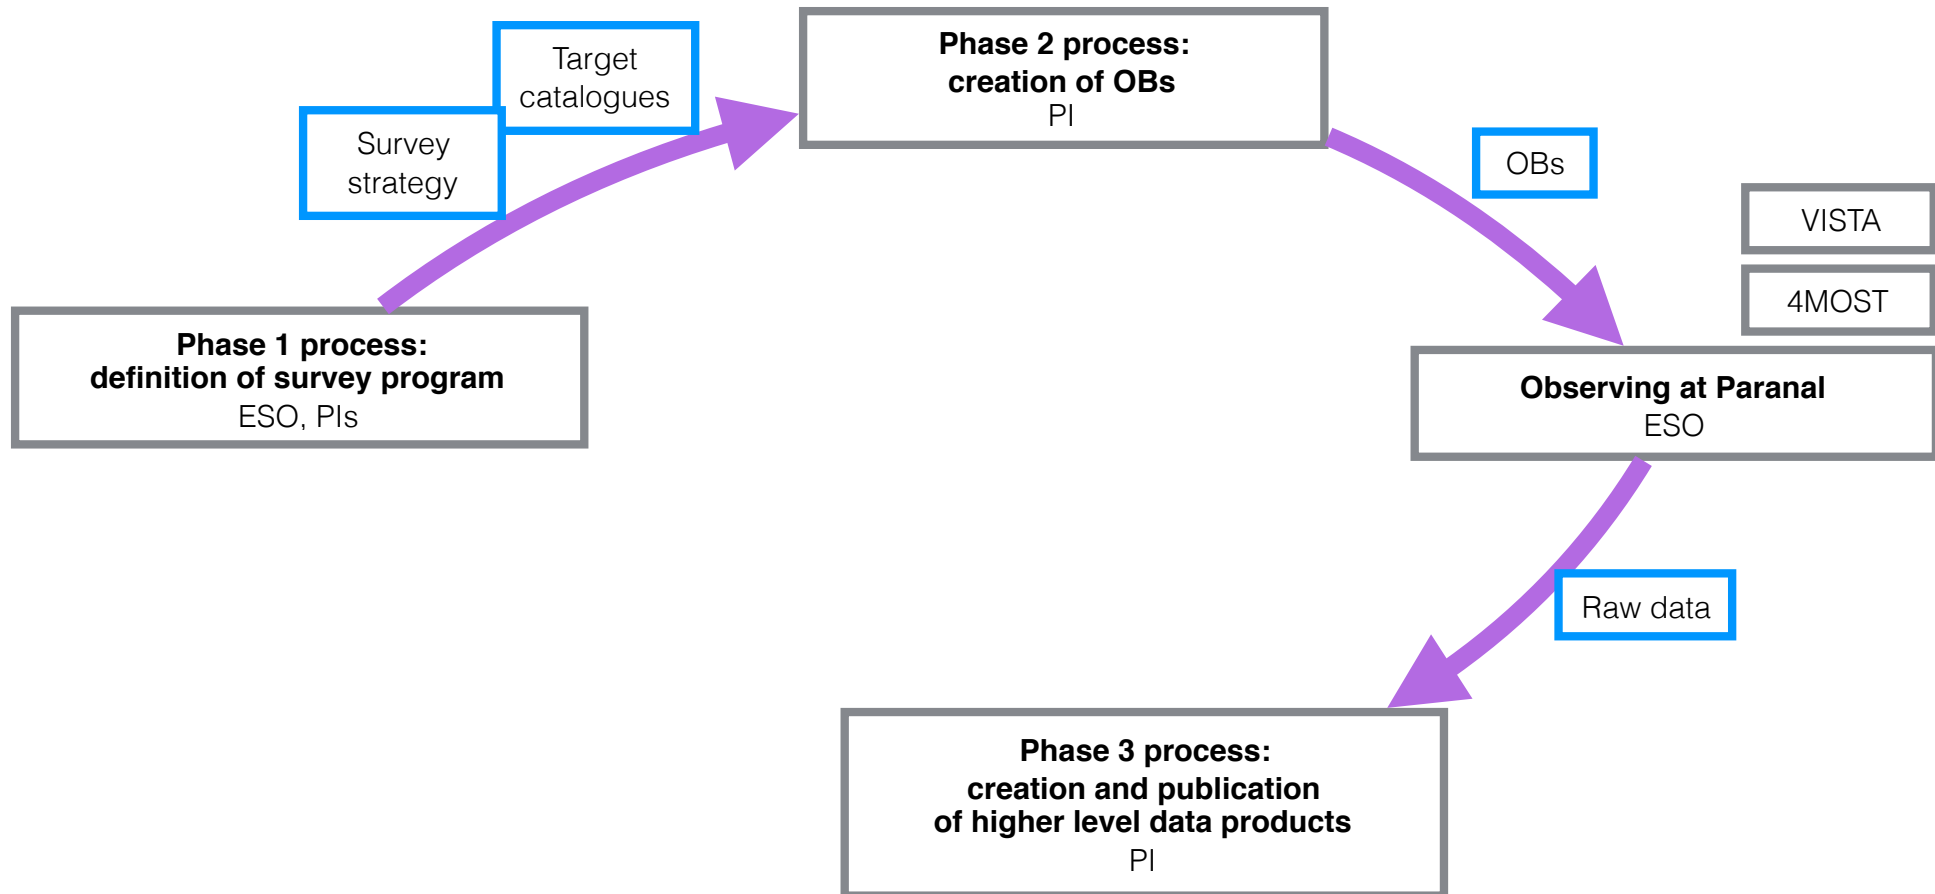 Target
catalogues
Survey
strategy
Phase 2 process:
creation of OBs
PI
OBs
VISTA
4MOST
Phase 1 process:
definition of survey program
ESO, PIs
Observing at Paranal
ESO
Raw data
Phase 3 process:
creation and publication
of higher level data products
PI